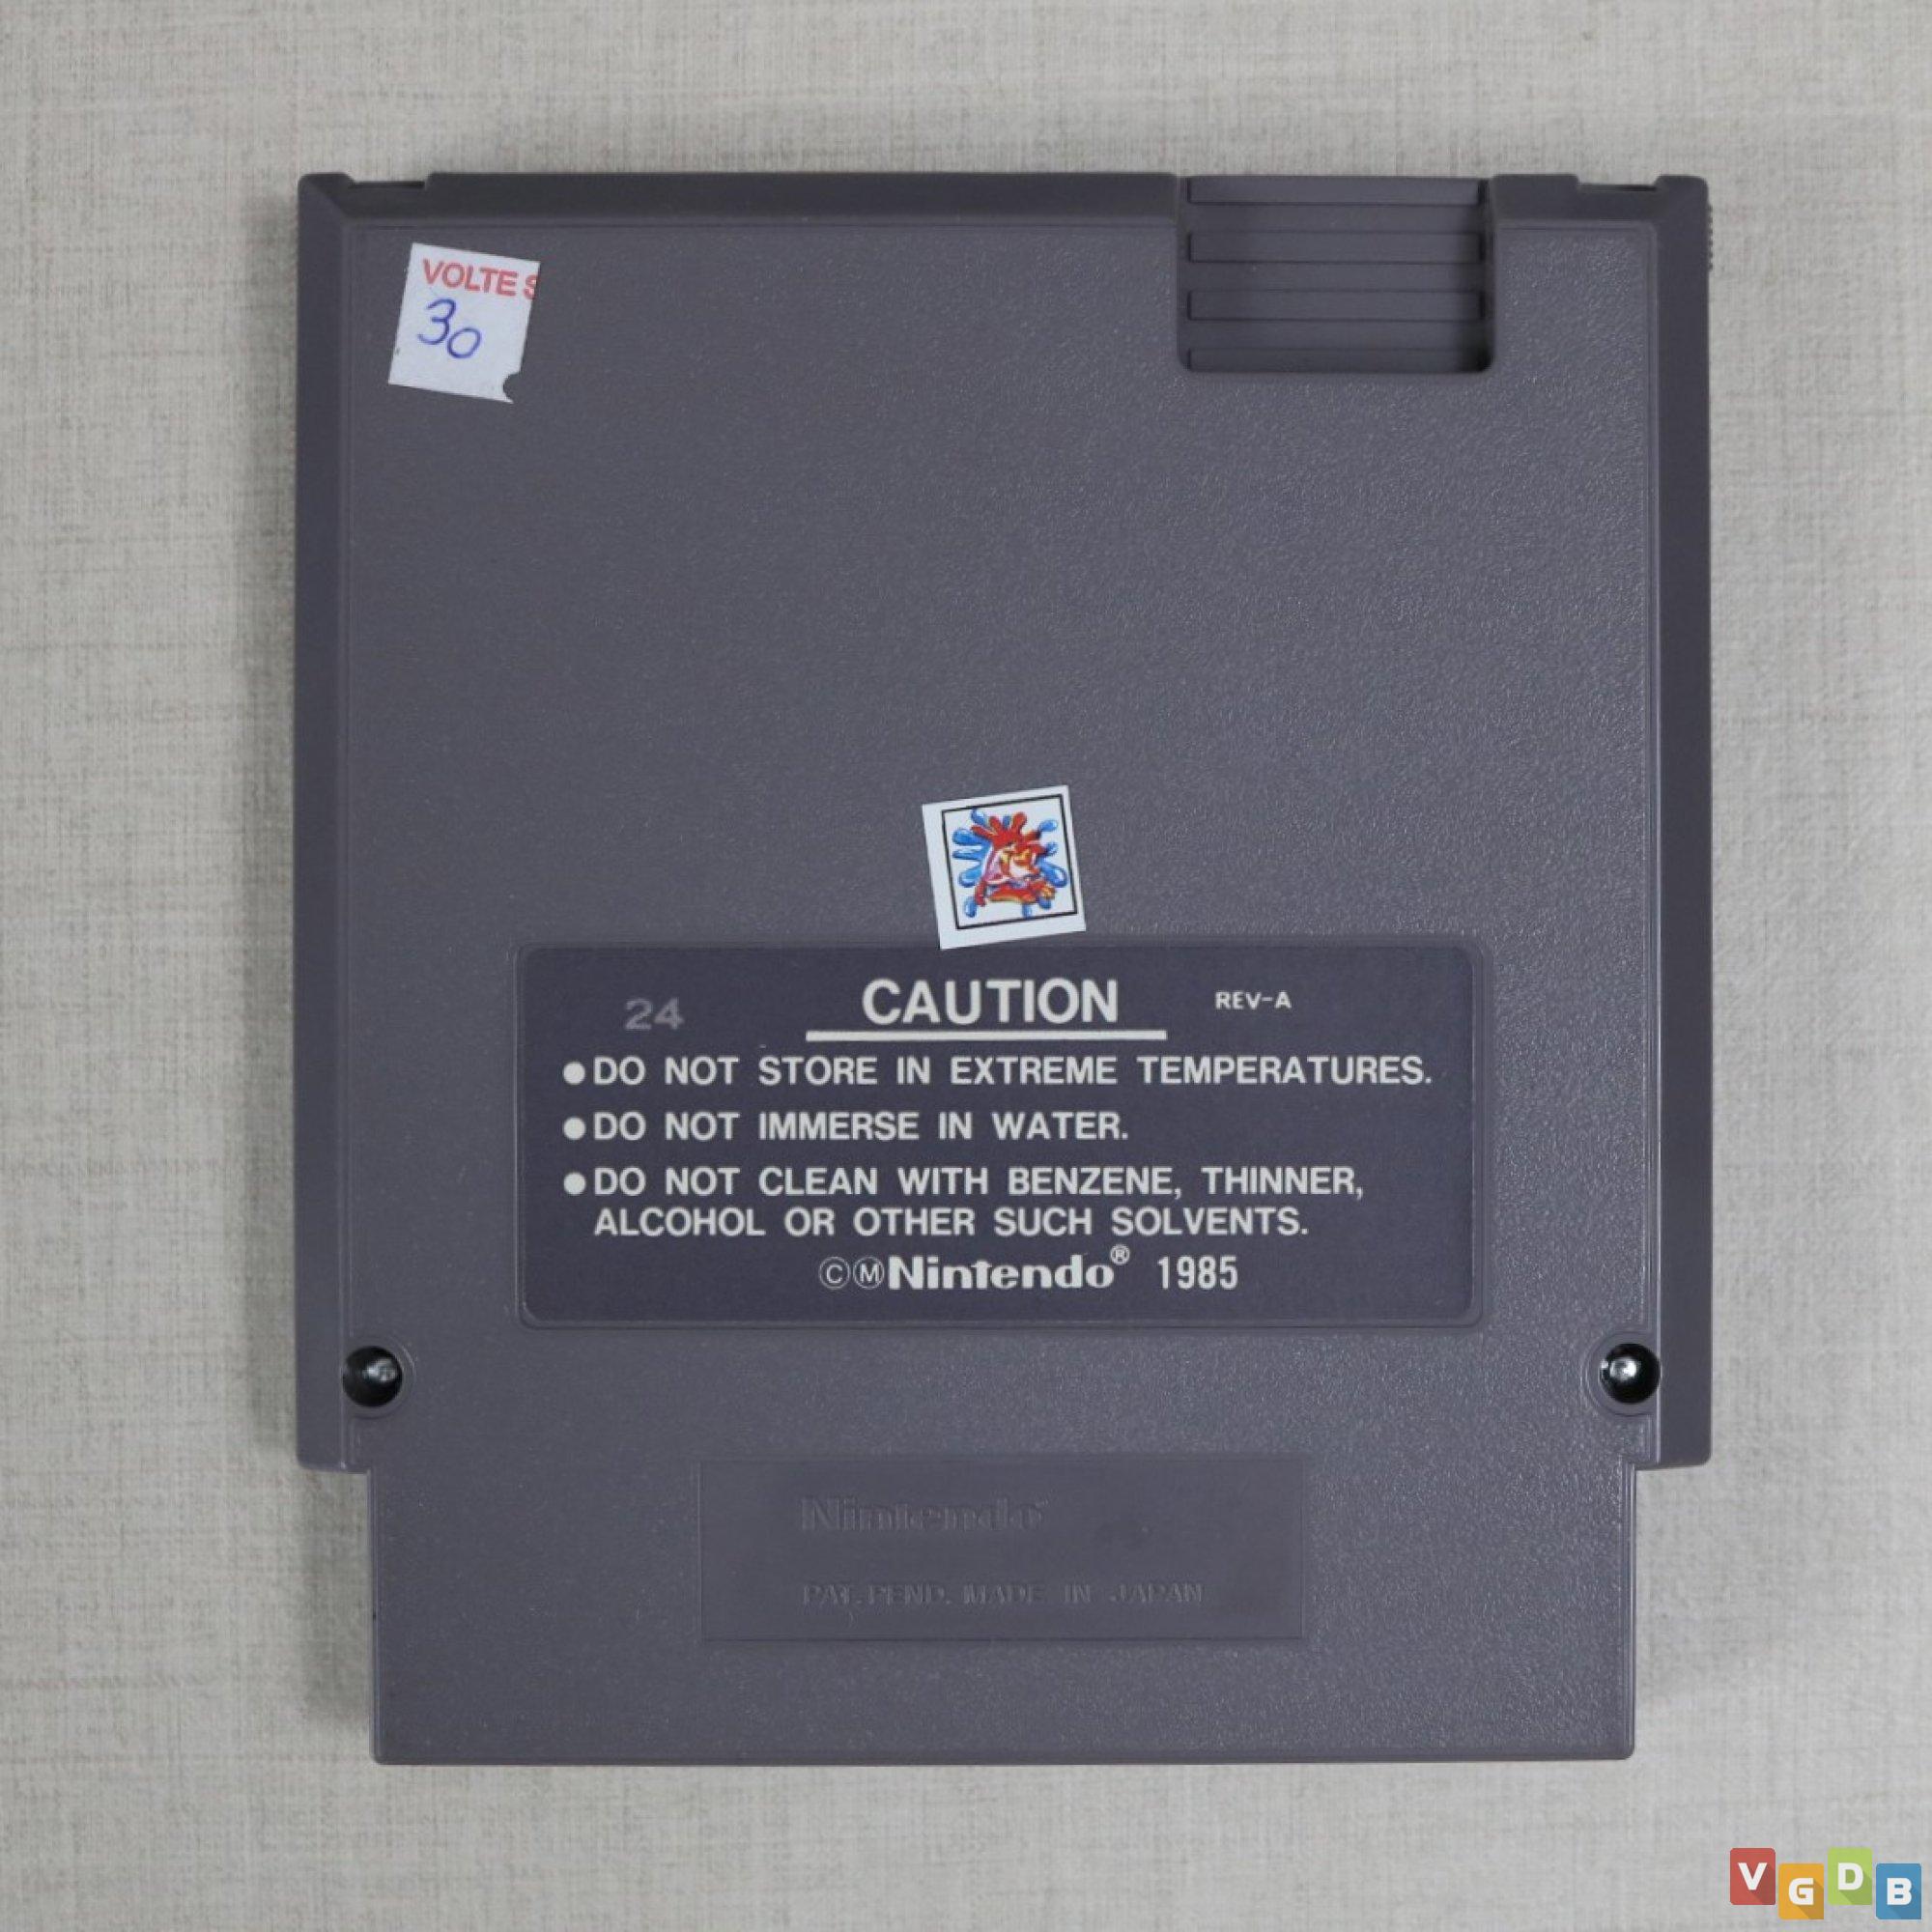 VOLTE S
30
24 CAUTION REV-A
●DO NOT STORE IN EXTREME TEMPERATURES.
●DO NOT IMMERSE IN WATER.
●DO NOT CLEAN WITH BENZENE, THINNER,
ALCOHOL OR OTHER SUCH SOLVENTS.
ⒸⓂNintendo® 1985
Nintendo
PAT. PEND. MADE IN JAPAN
VGDB